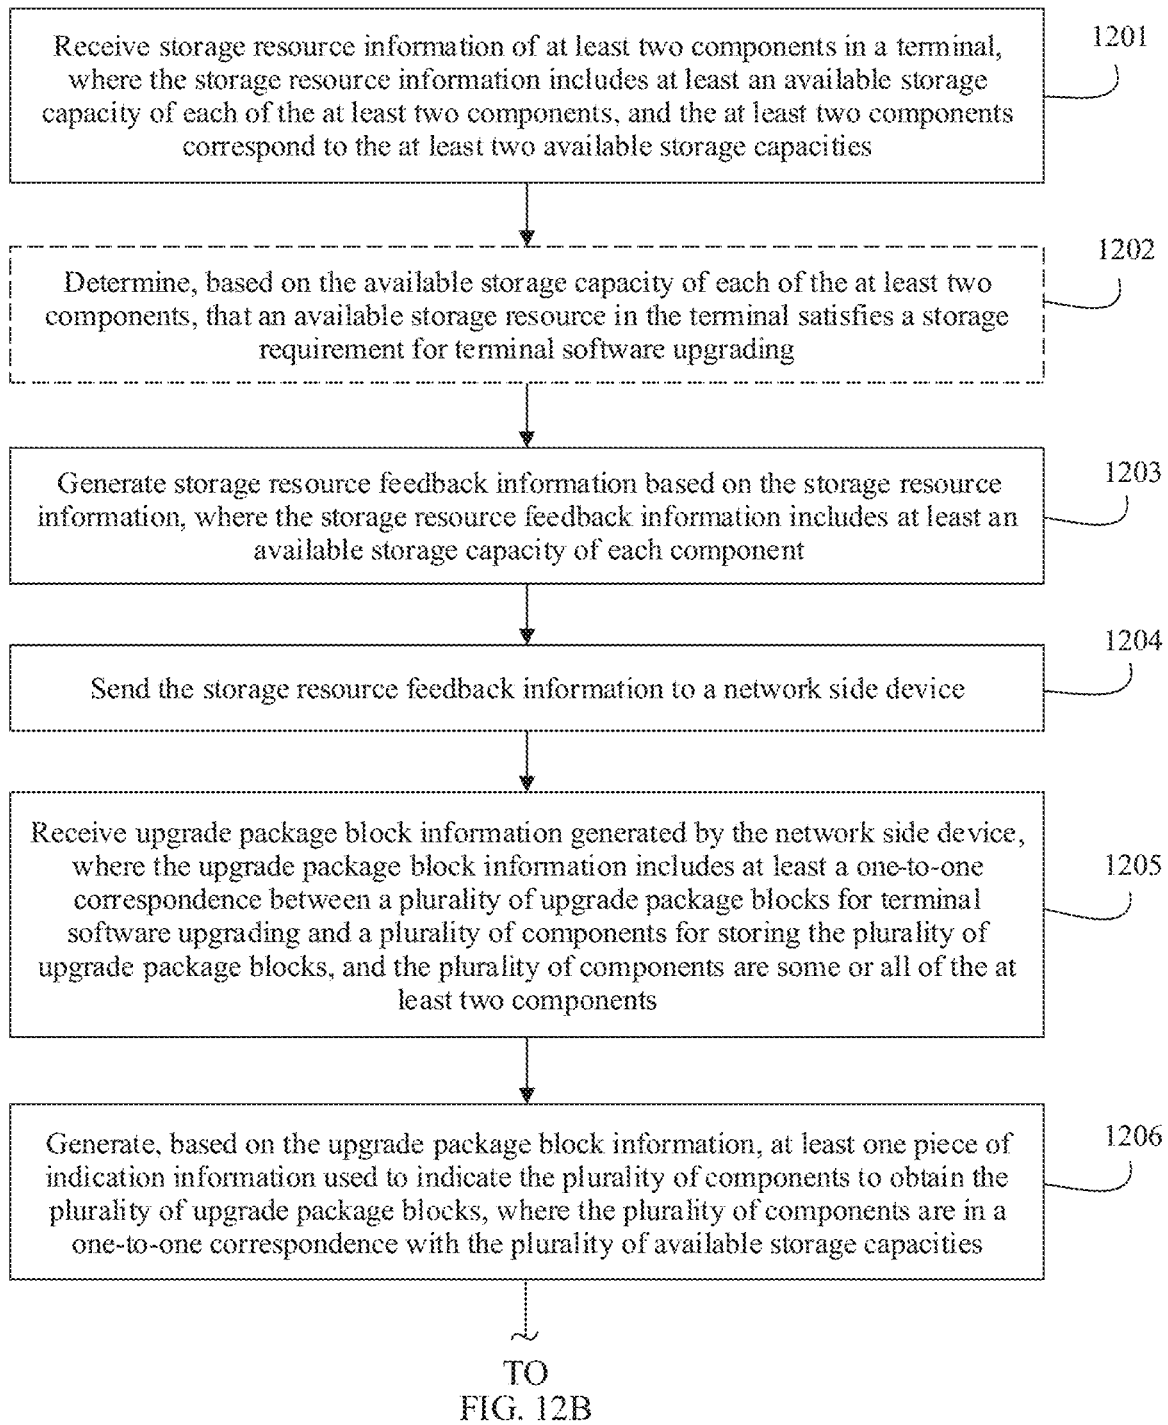 Receive storage resource information of at least two components in a terminal,
where the storage resource information includes at least an available storage
capacity of each of the at least two components, and the at least two components
correspond to the at least two available storage capacities
1201
Determine, based on the available storage capacity of each of the at least two
components, that an available storage resource in the terminal satisfies a storage
requirement for terminal software upgrading
1202
Generate storage resource feedback information based on the storage resource
information, where the storage resource feedback information includes at least an
available storage capacity of each component
1203
Send the storage resource feedback information to a network side device
1204
Receive upgrade package block information generated by the network side device,
where the upgrade package block information includes at least a one-to-one
correspondence between a plurality of upgrade package blocks for terminal
software upgrading and a plurality of components for storing the plurality of
upgrade package blocks, and the plurality of components are some or all of the at
least two components
1205
Generate, based on the upgrade package block information, at least one piece of
indication information used to indicate the plurality of components to obtain the
plurality of upgrade package blocks, where the plurality of components are in a
one-to-one correspondence with the plurality of available storage capacities
1206
TO
FIG. 12B